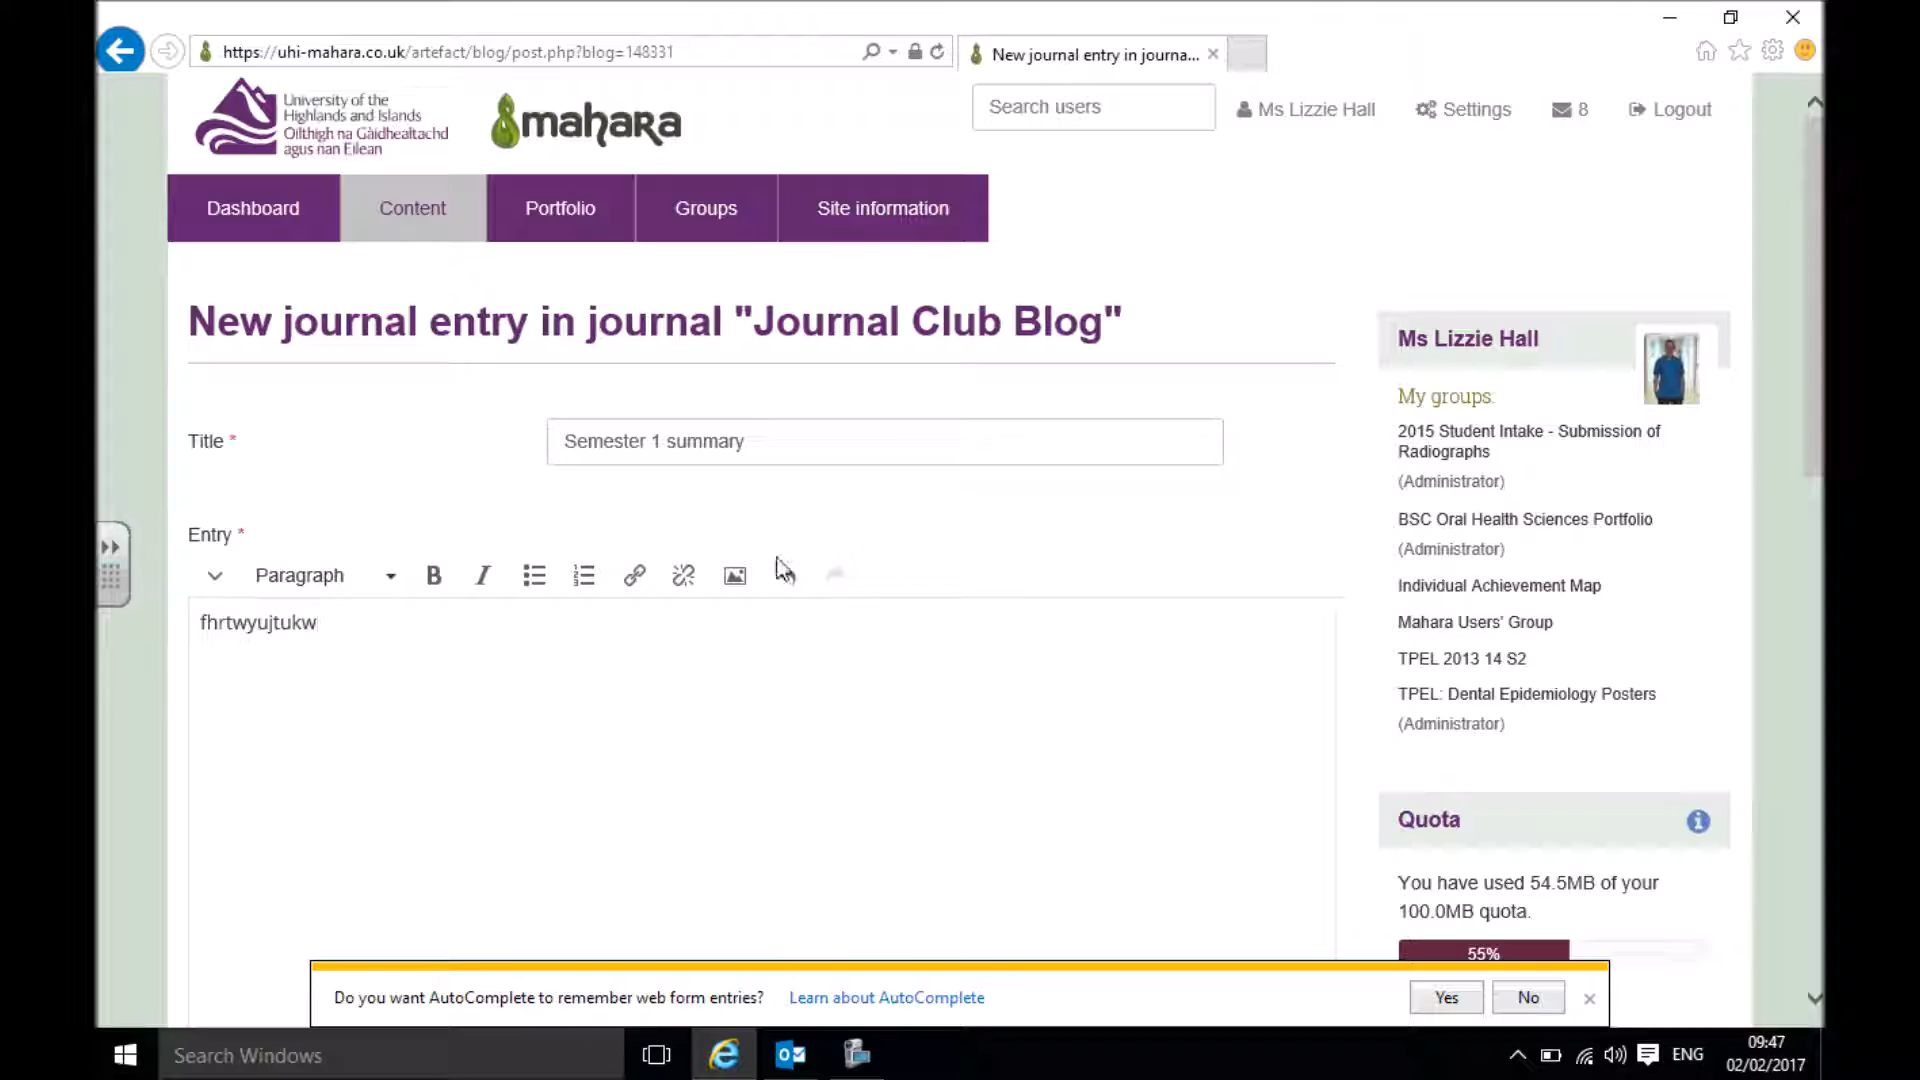 https://uhi-mahara.co.uk/artefact/blog/post.php?blog=148331
New journal entry in journa...
University of the
Highlands and Islands
Oilthigh na Gàidhealtachd
agus nan Eilean
mahara
Search users
Ms Lizzie Hall
Settings
8
Logout
Dashboard
Content
Portfolio
Groups
Site information
New journal entry in journal "Journal Club Blog"
Title *
Semester 1 summary
Entry *
Paragraph
B
I
fhrtwyujtukw
Ms Lizzie Hall
My groups.
2015 Student Intake - Submission of
Radiographs
(Administrator)
BSC Oral Health Sciences Portfolio
(Administrator)
Individual Achievement Map
Mahara Users' Group
TPEL 2013 14 S2
TPEL: Dental Epidemiology Posters
(Administrator)
Quota
You have used 54.5MB of your
100.0MB quota.
55%
Do you want AutoComplete to remember web form entries?
Learn about AutoComplete
Yes
No
Search Windows
ENG
09:47
02/02/2017